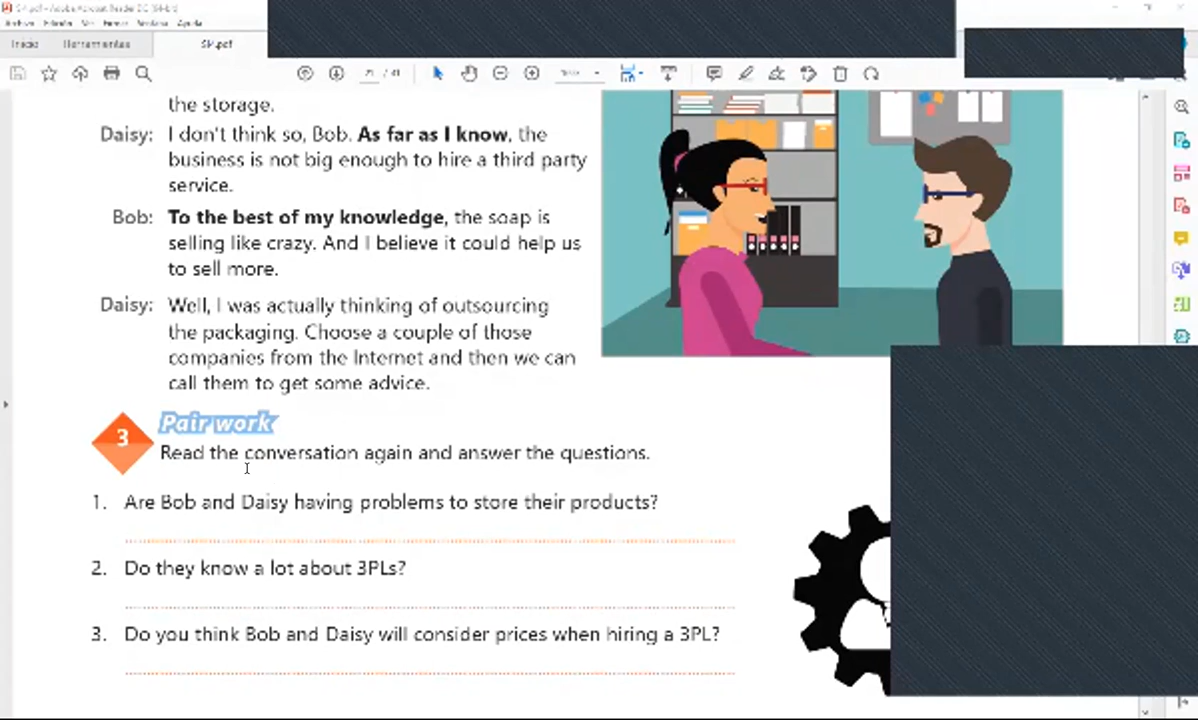 Inicio Herramientas
the storage.
Daisy: I don't think so, Bob. As far as I know, the
business is not big enough to hire a third party
service.
Bob: To the best of my knowledge, the soap is
selling like crazy. And I believe it could help us
to sell more.
Daisy: Well, I was actually thinking of outsourcing
the packaging. Choose a couple of those
companies from the Internet and then we can
call them to get some advice.
3
Pair work
Read the conversation again and answer the questions.
1. Are Bob and Daisy having problems to store their products?
2. Do they know a lot about 3PLs?
3. Do you think Bob and Daisy will consider prices when hiring a 3PL?